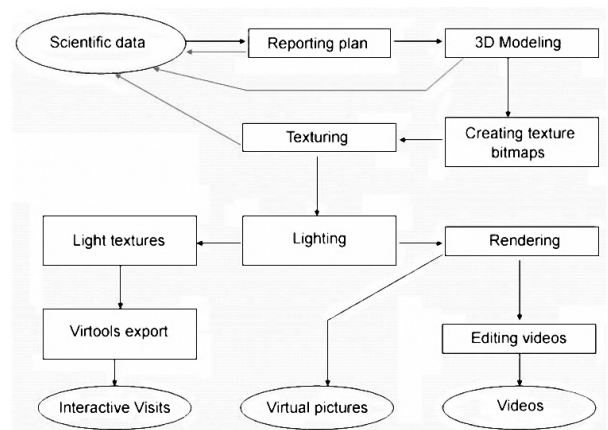 Scientific data
Reporting plan
3D Modeling
Texturing
Creating texture
bitmaps
Light textures
Lighting
Rendering
Virtools export
Editing videos
Interactive Visits
Virtual pictures
Videos